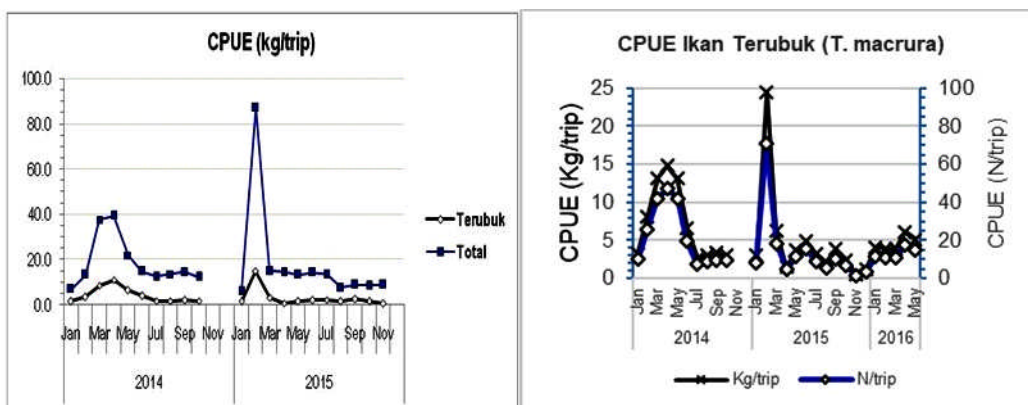 CPUE (kg/trip)
100.0
80.0
60.0
40.0
20.0
0.0
Jan Mar May Jul Sep Nov Jan Mar May Jul Sep Nov
2014 2015
Terubuk
Total
CPUE Ikan Terubuk (T. macrura)
CPUE (Kg/trip)
25
20
15
10
5
0
CPUE (N/trip)
100
80
60
40
20
0
Jan Mar May Jul Sep Nov Jan Mar May Jul Sep Nov Jan Mar May
2014 2015 2016
Kg/trip N/trip